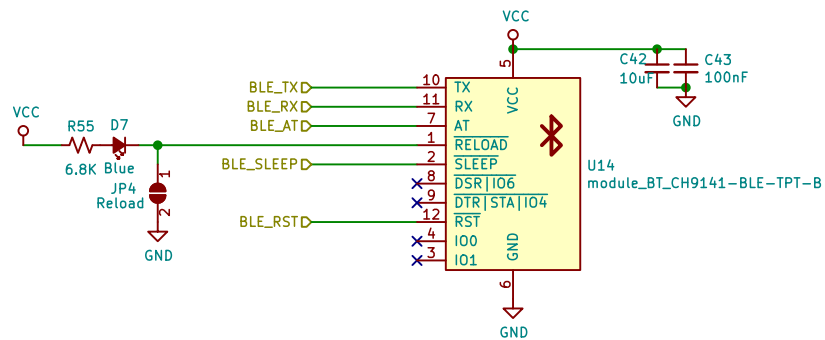 VCC
5
VCC
C42
10uF
C43
100nF
GND
BLE_TX
10
TX
BLE_RX
11
RX
BLE_AT
7
AT
VCC
R55
6.8K
D7
Blue
1
RELOAD
BLE_SLEEP
2
SLEEP
8
DSR|IO6
9
DTR|STA|IO4
BLE_RST
12
RST
4
IO0
3
IO1
JP4
Reload
1
2
GND
U14
module_BT_CH9141-BLE-TPT-B
GND
6
GND